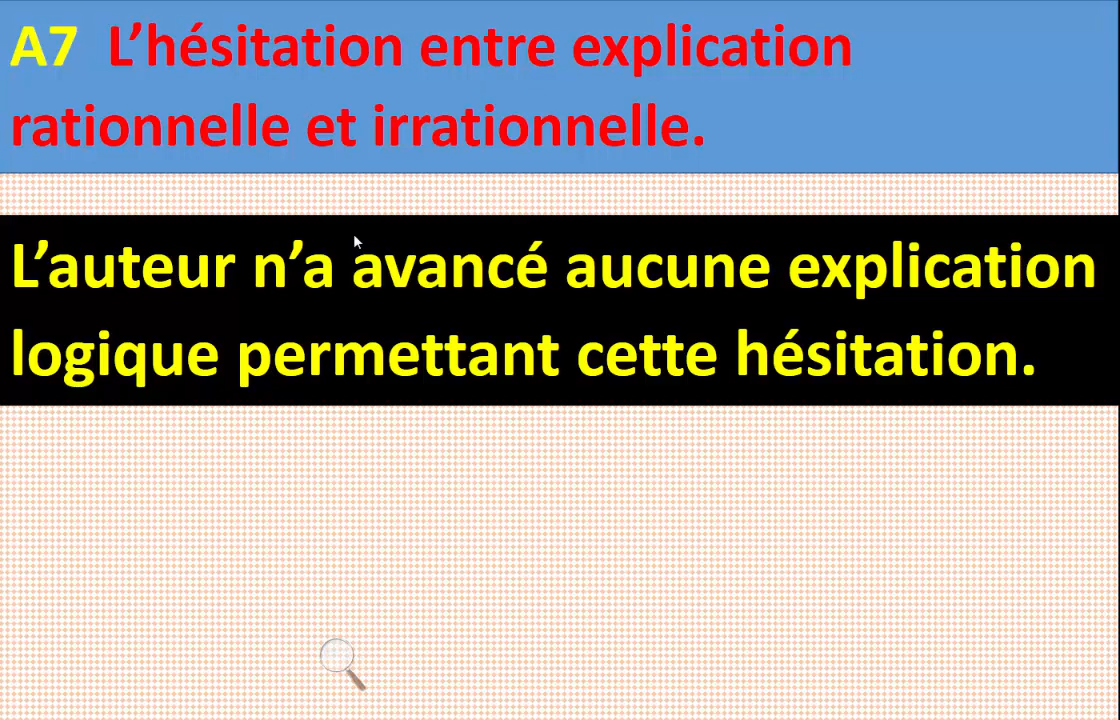 A7 L’hésitation entre explication
rationnelle et irrationnelle.
L’auteur n’a avancé aucune explication
logique permettant cette hésitation.